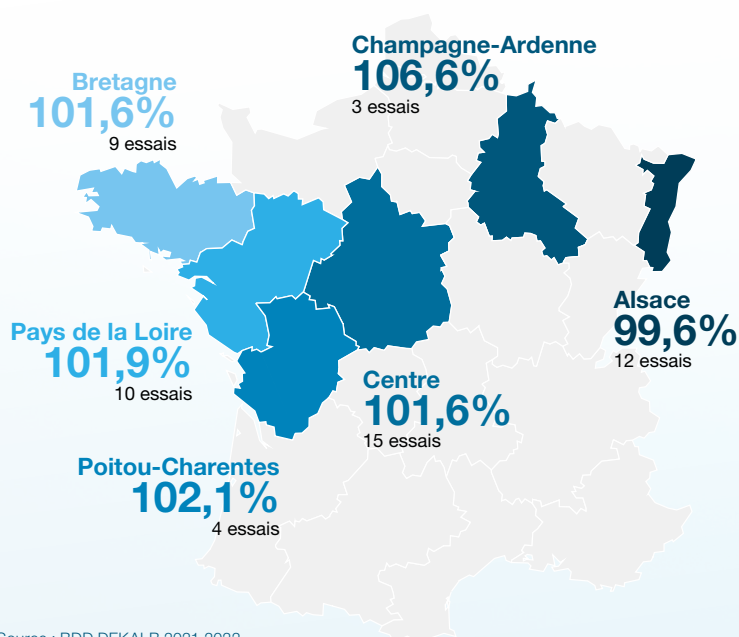 Champagne-Ardenne
106,6%
3 essais
Bretagne
101,6%
9 essais
Alsace
99,6%
12 essais
Pays de la Loire
101,9%
10 essais
Centre
101,6%
15 essais
Poitou-Charentes
102,1%
4 essais